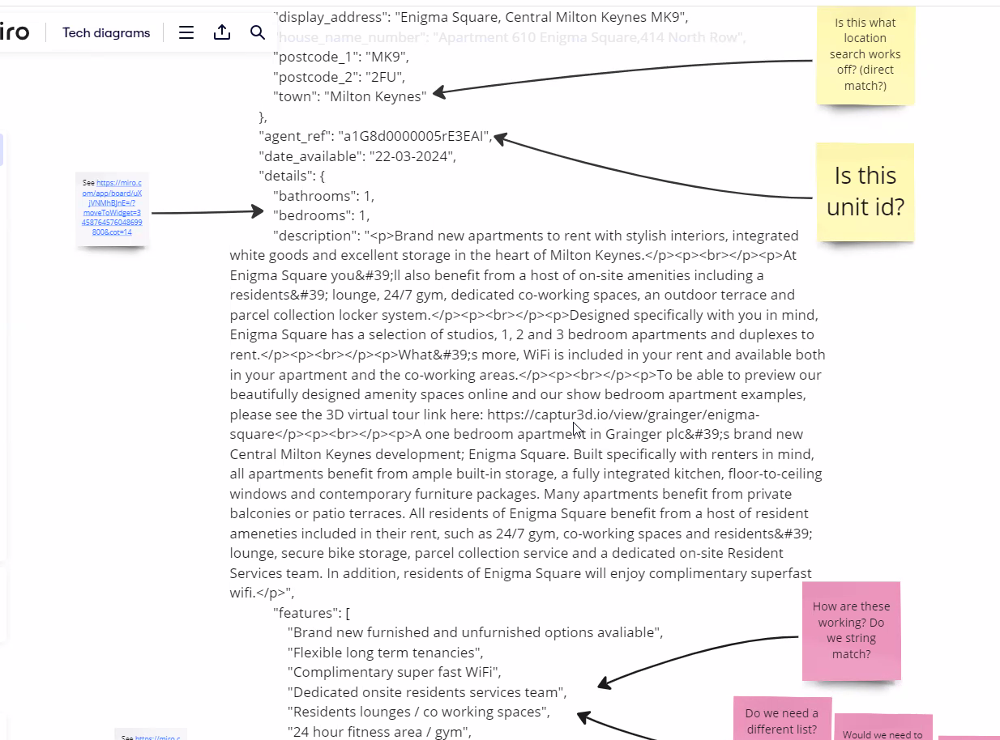 iro
Tech diagrams
"display_address": "Enigma Square, Central Milton Keynes MK9",
"house_name_number": "Apartment 610 Enigma Square,414 North Row",
"postcode_1": "MK9",
"postcode_2": "2FU",
"town": "Milton Keynes"
},
"agent_ref": "a1G8d0000005rE3EAI",
"date_available": "22-03-2024",
"details": {
"bathrooms": 1,
"bedrooms": 1,
"description": "<p>Brand new apartments to rent with stylish interiors, integrated
white goods and excellent storage in the heart of Milton Keynes.</p><p><br></p><p>At
Enigma Square you&#39;ll also benefit from a host of on-site amenities including a
residents&#39; lounge, 24/7 gym, dedicated co-working spaces, an outdoor terrace and
parcel collection locker system.</p><p><br></p><p>Designed specifically with you in mind,
Enigma Square has a selection of studios, 1, 2 and 3 bedroom apartments and duplexes to
rent.</p><p><br></p><p>What&#39;s more, WiFi is included in your rent and available both
in your apartment and the co-working areas.</p><p><br></p><p>To be able to preview our
beautifully designed amenity spaces online and our show bedroom apartment examples,
please see the 3D virtual tour link here: https://captur3d.io/view/grainger/enigma-
square</p><p><br></p><p>A one bedroom apartment in Grainger plc&#39;s brand new
Central Milton Keynes development; Enigma Square. Built specifically with renters in mind,
all apartments benefit from ample built-in storage, a fully integrated kitchen, floor-to-ceiling
windows and contemporary furniture packages. Many apartments benefit from private
balconies or patio terraces. All residents of Enigma Square benefit from a host of resident
ameneties included in their rent, such as 24/7 gym, co-working spaces and residents&#39;
lounge, secure bike storage, parcel collection service and a dedicated on-site Resident
Services team. In addition, residents of Enigma Square will enjoy complimentary superfast
wifi.</p>",
"features": [
"Brand new furnished and unfurnished options avaliable",
"Flexible long term tenancies",
"Complimentary super fast WiFi",
"Dedicated onsite residents services team",
"Residents lounges / co working spaces",
"24 hour fitness area / gym",
Is this what
location
search works
off? (direct
match?)
Is this
unit id?
See https://miro.c
om/app/board/uX
jVNMhBJnE=/?
moveToWidget=3
458764576048699
800&cot=14
How are these
working? Do
we string
match?
Do we need a
different list?
Would we need to
See https://miro.c